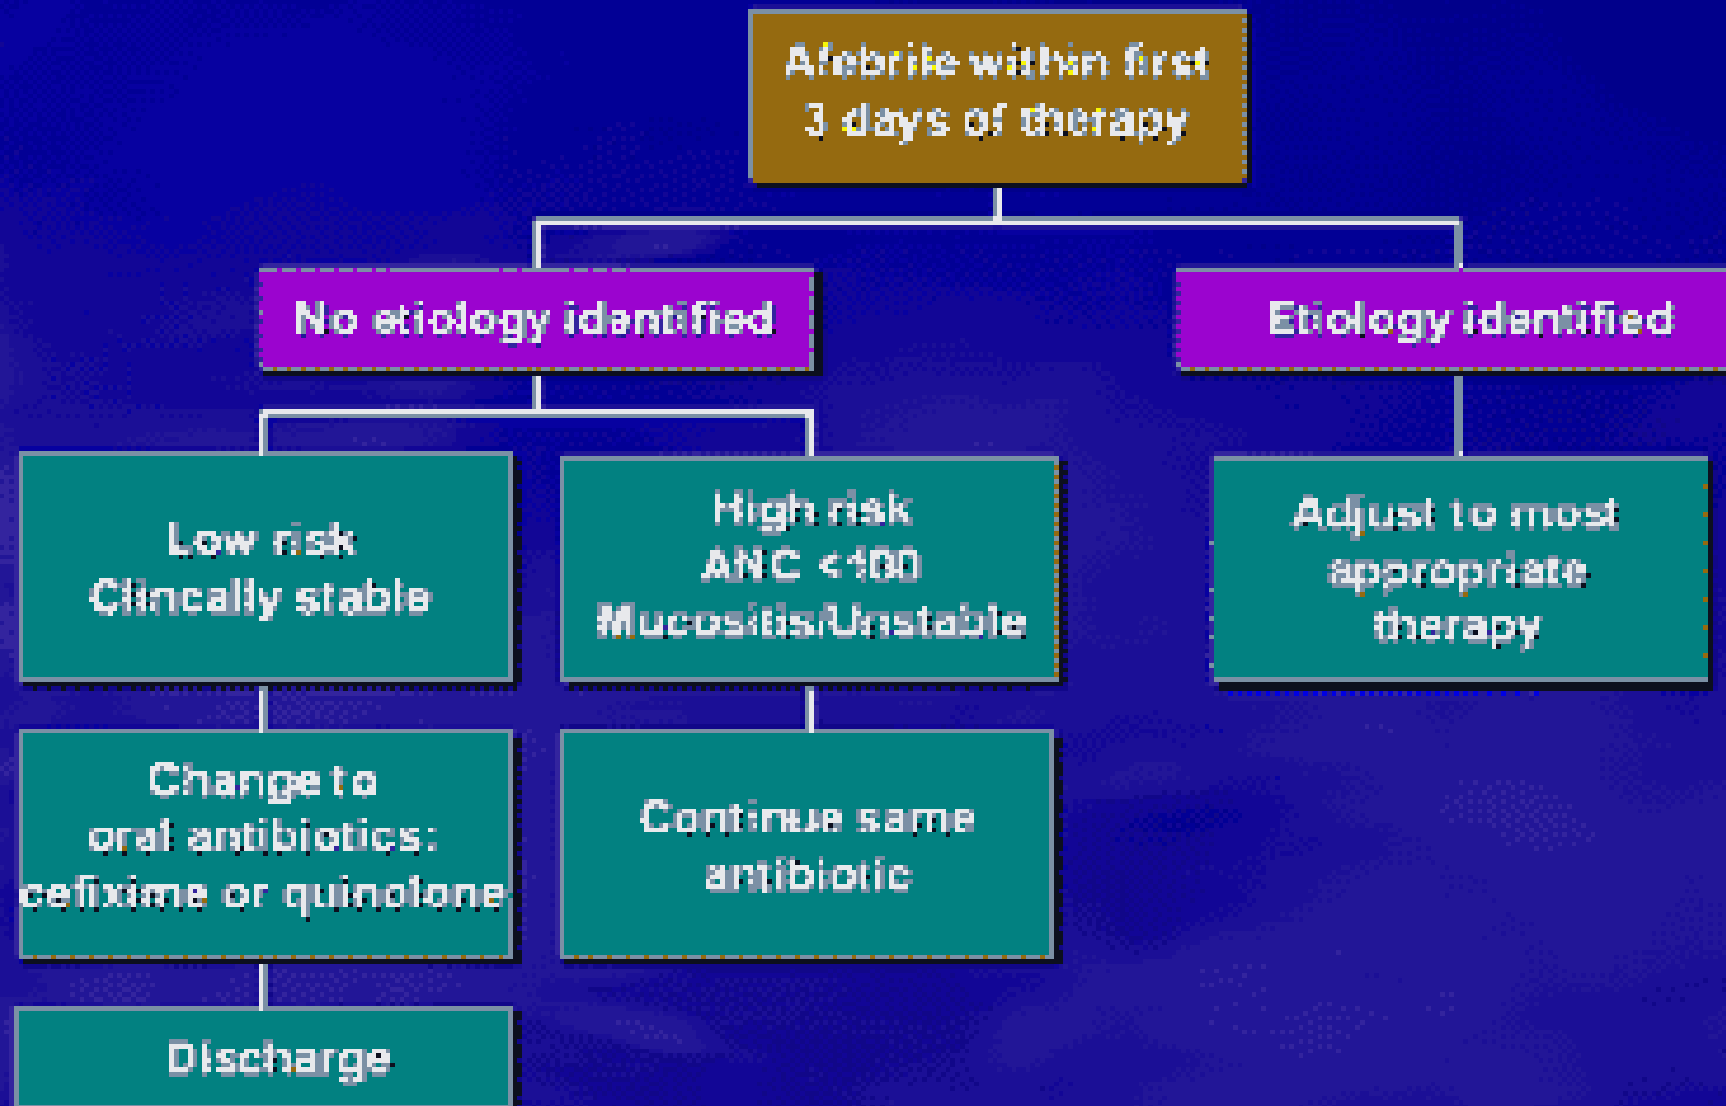 Afebrile within first
3 days of therapy
No etiology identified
Etiology identified
Low risk
Clincally stable
High risk
ANC <100
Mucositis/Unstable
Adjust to most
appropriate
therapy
Change to
oral antibiotics:
cefixime or quinolone
Continue same
antibiotic
Discharge